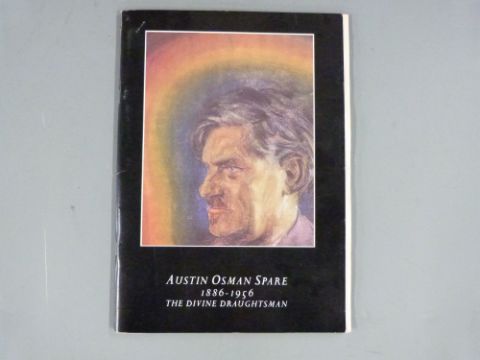 AUSTIN OSMAN SPARE
1886-1956
THE DIVINE DRAUGHTSMAN